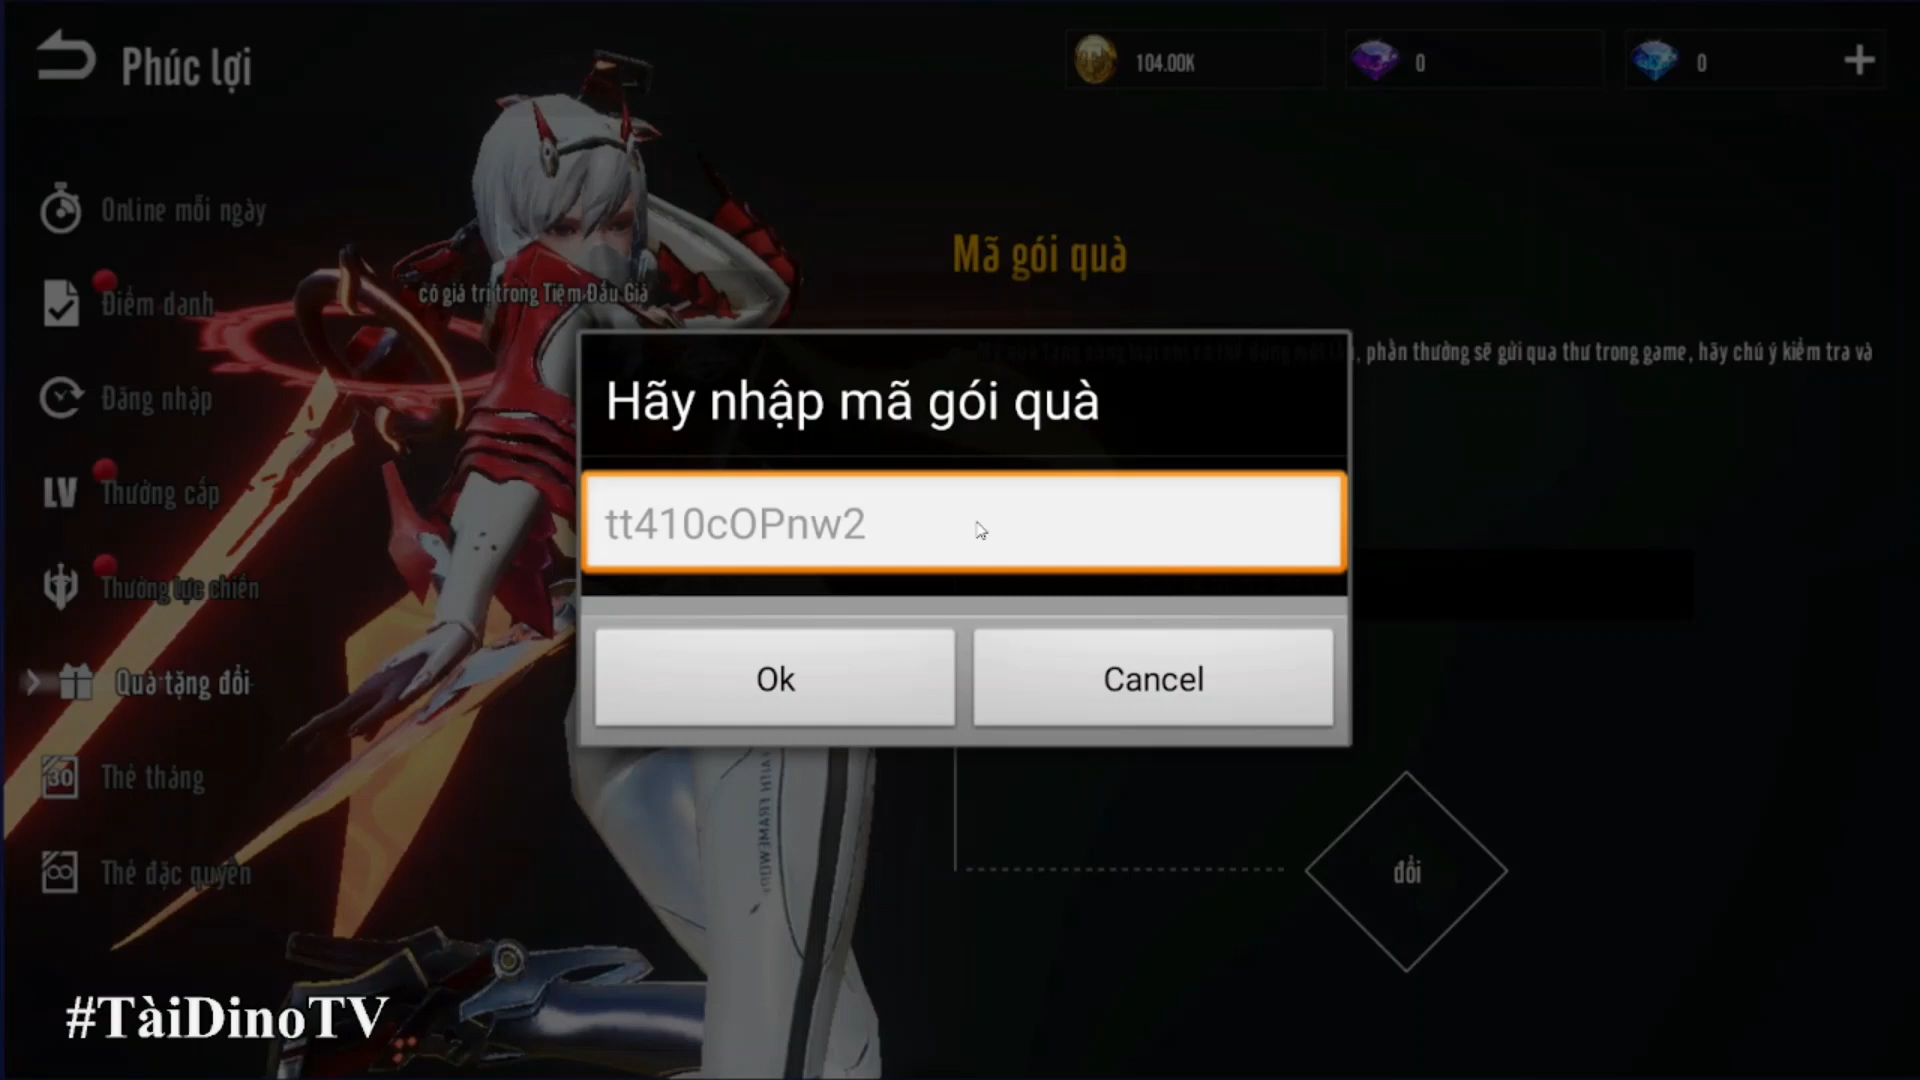 Phúc lợi
104.00K
0
0
Online mỗi ngày
Điểm danh
Đăng nhập
LV Thưởng cấp
Thưởng lực chiến
Quà tặng đổi
30 Thẻ tháng
Thẻ đặc quyền
Mã gói quà
có giá trị trong Tiệm Đấu Giá
, phần thưởng sẽ gửi qua thư trong game, hãy chú ý kiểm tra và
Hãy nhập mã gói quà
tt410cOPnw2
Ok
Cancel
đổi
#TàiDinoTV